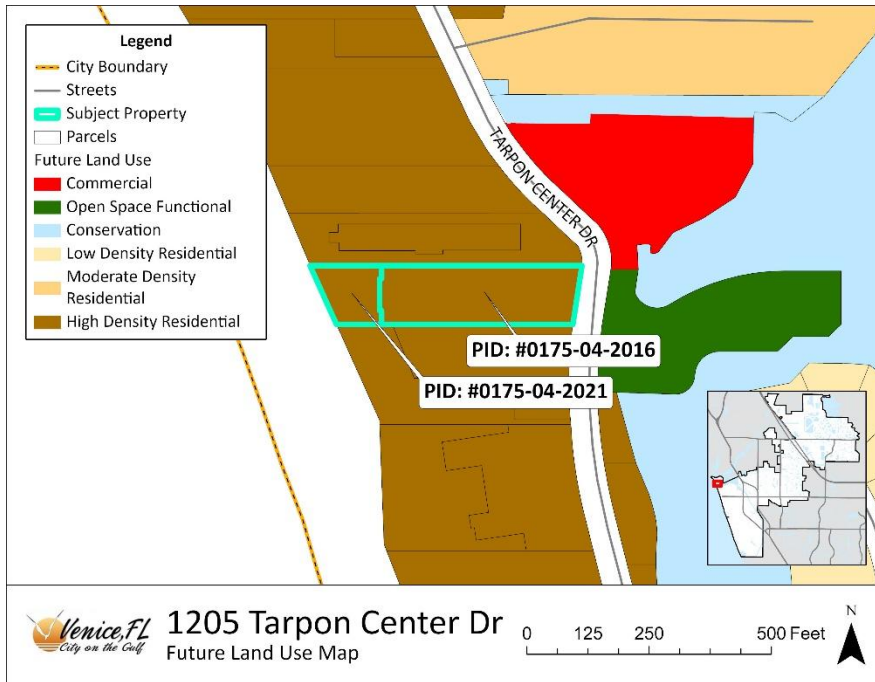 Legend
City Boundary
Streets
Subject Property
Parcels
Future Land Use
Commercial
Open Space Functional
Conservation
Low Density Residential
Moderate Density
Residential
High Density Residential
TARPON CENTER DR
PID: #0175-04-2016
PID: #0175-04-2021
Venice, FL
City on the Gulf
1205 Tarpon Center Dr
Future Land Use Map
0 125 250 500 Feet
N